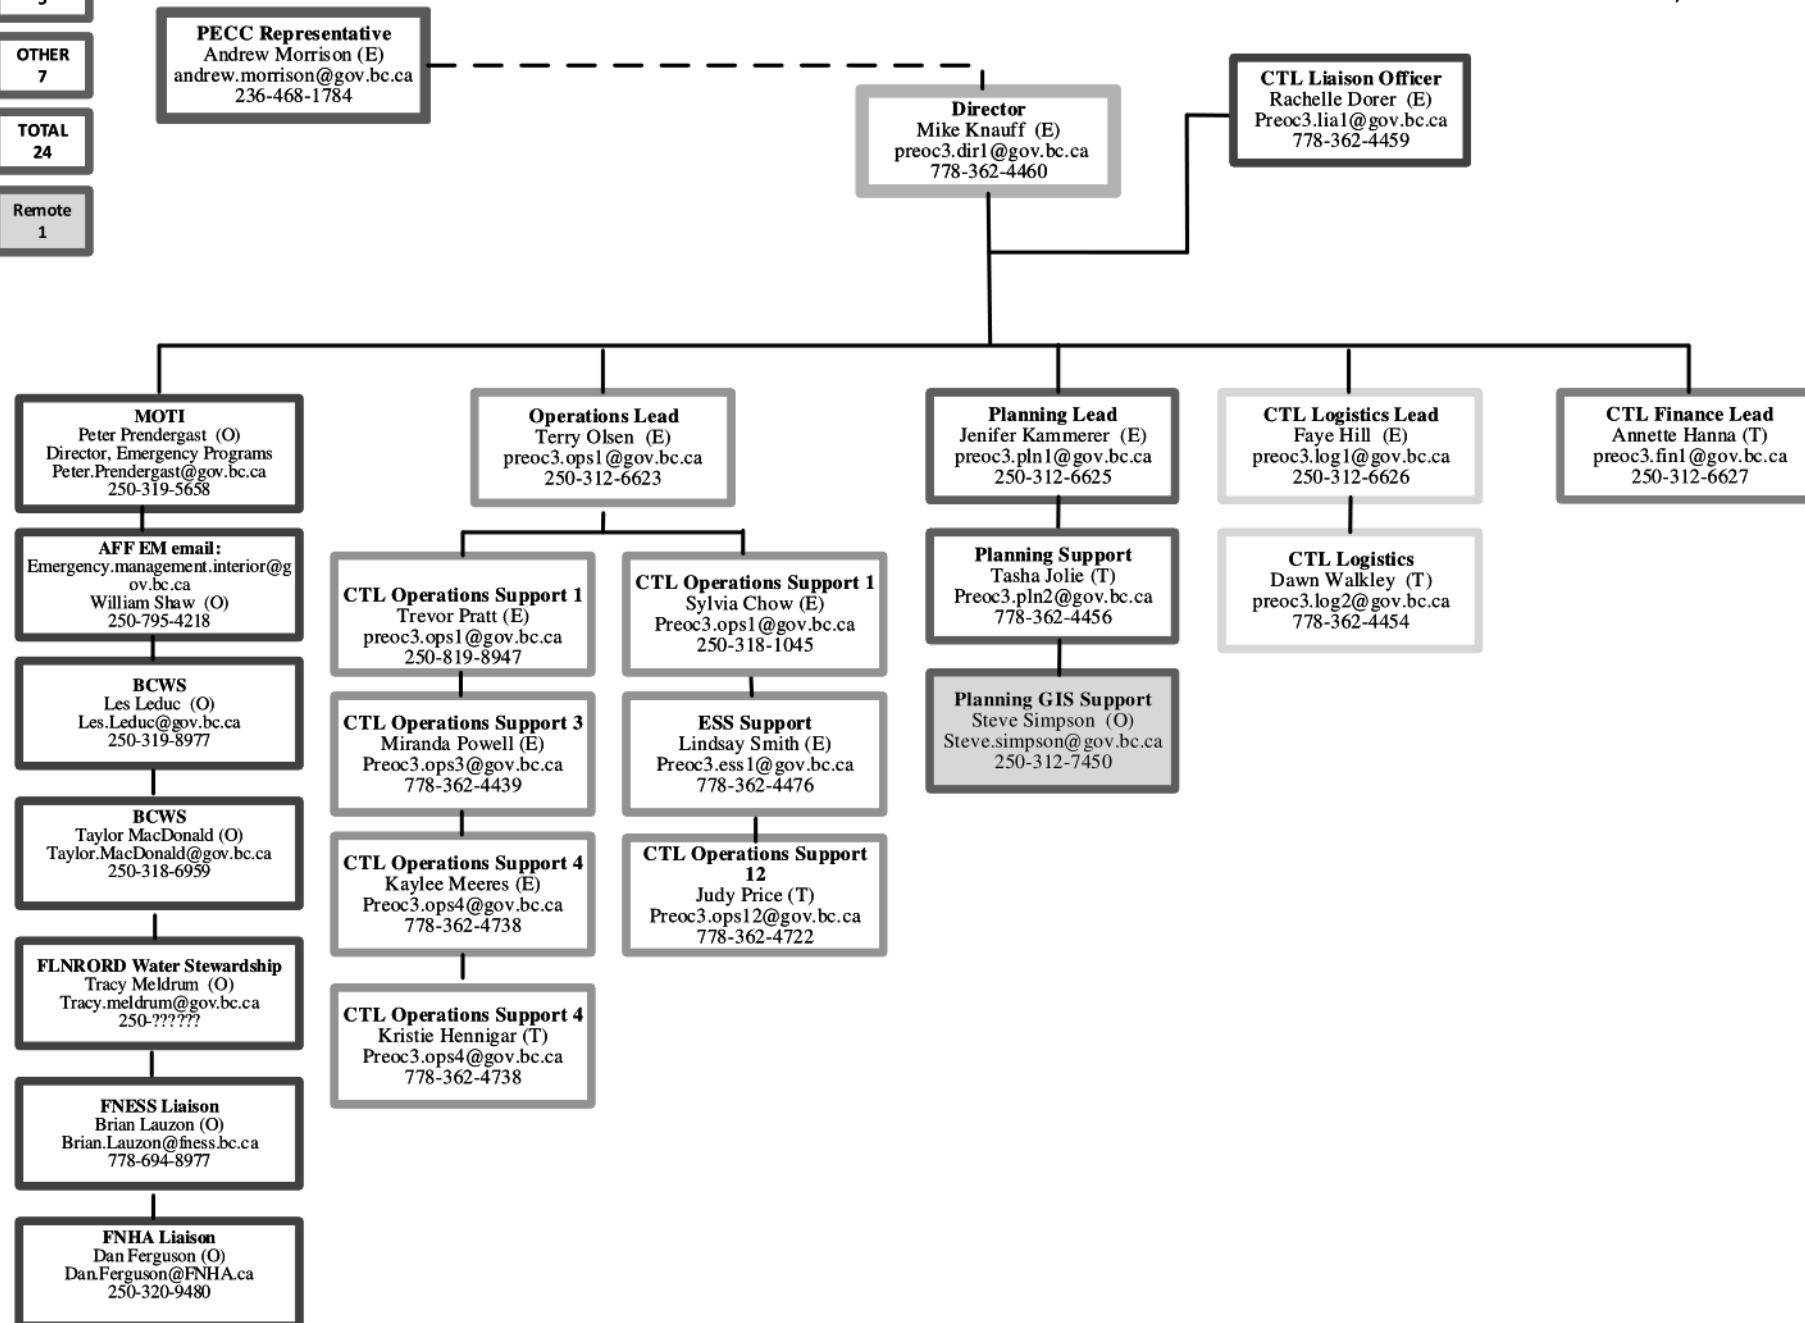 OTHER
7
TOTAL
24
Remote
1
PECC Representative
Andrew Morrison (E)
andrew.morrison@gov.bc.ca
236-468-1784
Director
Mike Knauff (E)
preoc3.dir1@gov.bc.ca
778-362-4460
CTL Liaison Officer
Rachelle Dorer (E)
Preoc3.lia1@gov.bc.ca
778-362-4459
MOTI
Peter Prendergast (O)
Director, Emergency Programs
Peter.Prendergast@gov.bc.ca
250-319-5658
AFF EM email:
Emergency.management.interior@g
ov.bc.ca
William Shaw (O)
250-795-4218
BCWS
Les Leduc (O)
Les.Leduc@gov.bc.ca
250-319-8977
BCWS
Taylor MacDonald (O)
Taylor.MacDonald@gov.bc.ca
250-318-6959
FLNRORD Water Stewardship
Tracy Meldrum (O)
Tracy.meldrum@gov.bc.ca
250-??????
FNESS Liaison
Brian Lauzon (O)
Brian.Lauzon@fness.bc.ca
778-694-8977
FNHA Liaison
Dan Ferguson (O)
Dan.Ferguson@FNHA.ca
250-320-9480
Operations Lead
Terry Olsen (E)
preoc3.ops1@gov.bc.ca
250-312-6623
CTL Operations Support 1
Trevor Pratt (E)
preoc3.ops1@gov.bc.ca
250-819-8947
CTL Operations Support 3
Miranda Powell (E)
Preoc3.ops3@gov.bc.ca
778-362-4439
CTL Operations Support 4
Kaylee Meeres (E)
Preoc3.ops4@gov.bc.ca
778-362-4738
CTL Operations Support 4
Kristie Hennigar (T)
Preoc3.ops4@gov.bc.ca
778-362-4738
CTL Operations Support 1
Sylvia Chow (E)
Preoc3.ops1@gov.bc.ca
250-318-1045
ESS Support
Lindsay Smith (E)
Preoc3.ess1@gov.bc.ca
778-362-4476
CTL Operations Support
12
Judy Price (T)
Preoc3.ops12@gov.bc.ca
778-362-4722
Planning Lead
Jenifer Kammerer (E)
preoc3.pln1@gov.bc.ca
250-312-6625
Planning Support
Tasha Jolie (T)
Preoc3.pln2@gov.bc.ca
778-362-4456
Planning GIS Support
Steve Simpson (O)
Steve.simpson@gov.bc.ca
250-312-7450
CTL Logistics Lead
Faye Hill (E)
preoc3.log1@gov.bc.ca
250-312-6626
CTL Logistics
Dawn Walkley (T)
preoc3.log2@gov.bc.ca
778-362-4454
CTL Finance Lead
Annette Hanna (T)
preoc3.fin1@gov.bc.ca
250-312-6627